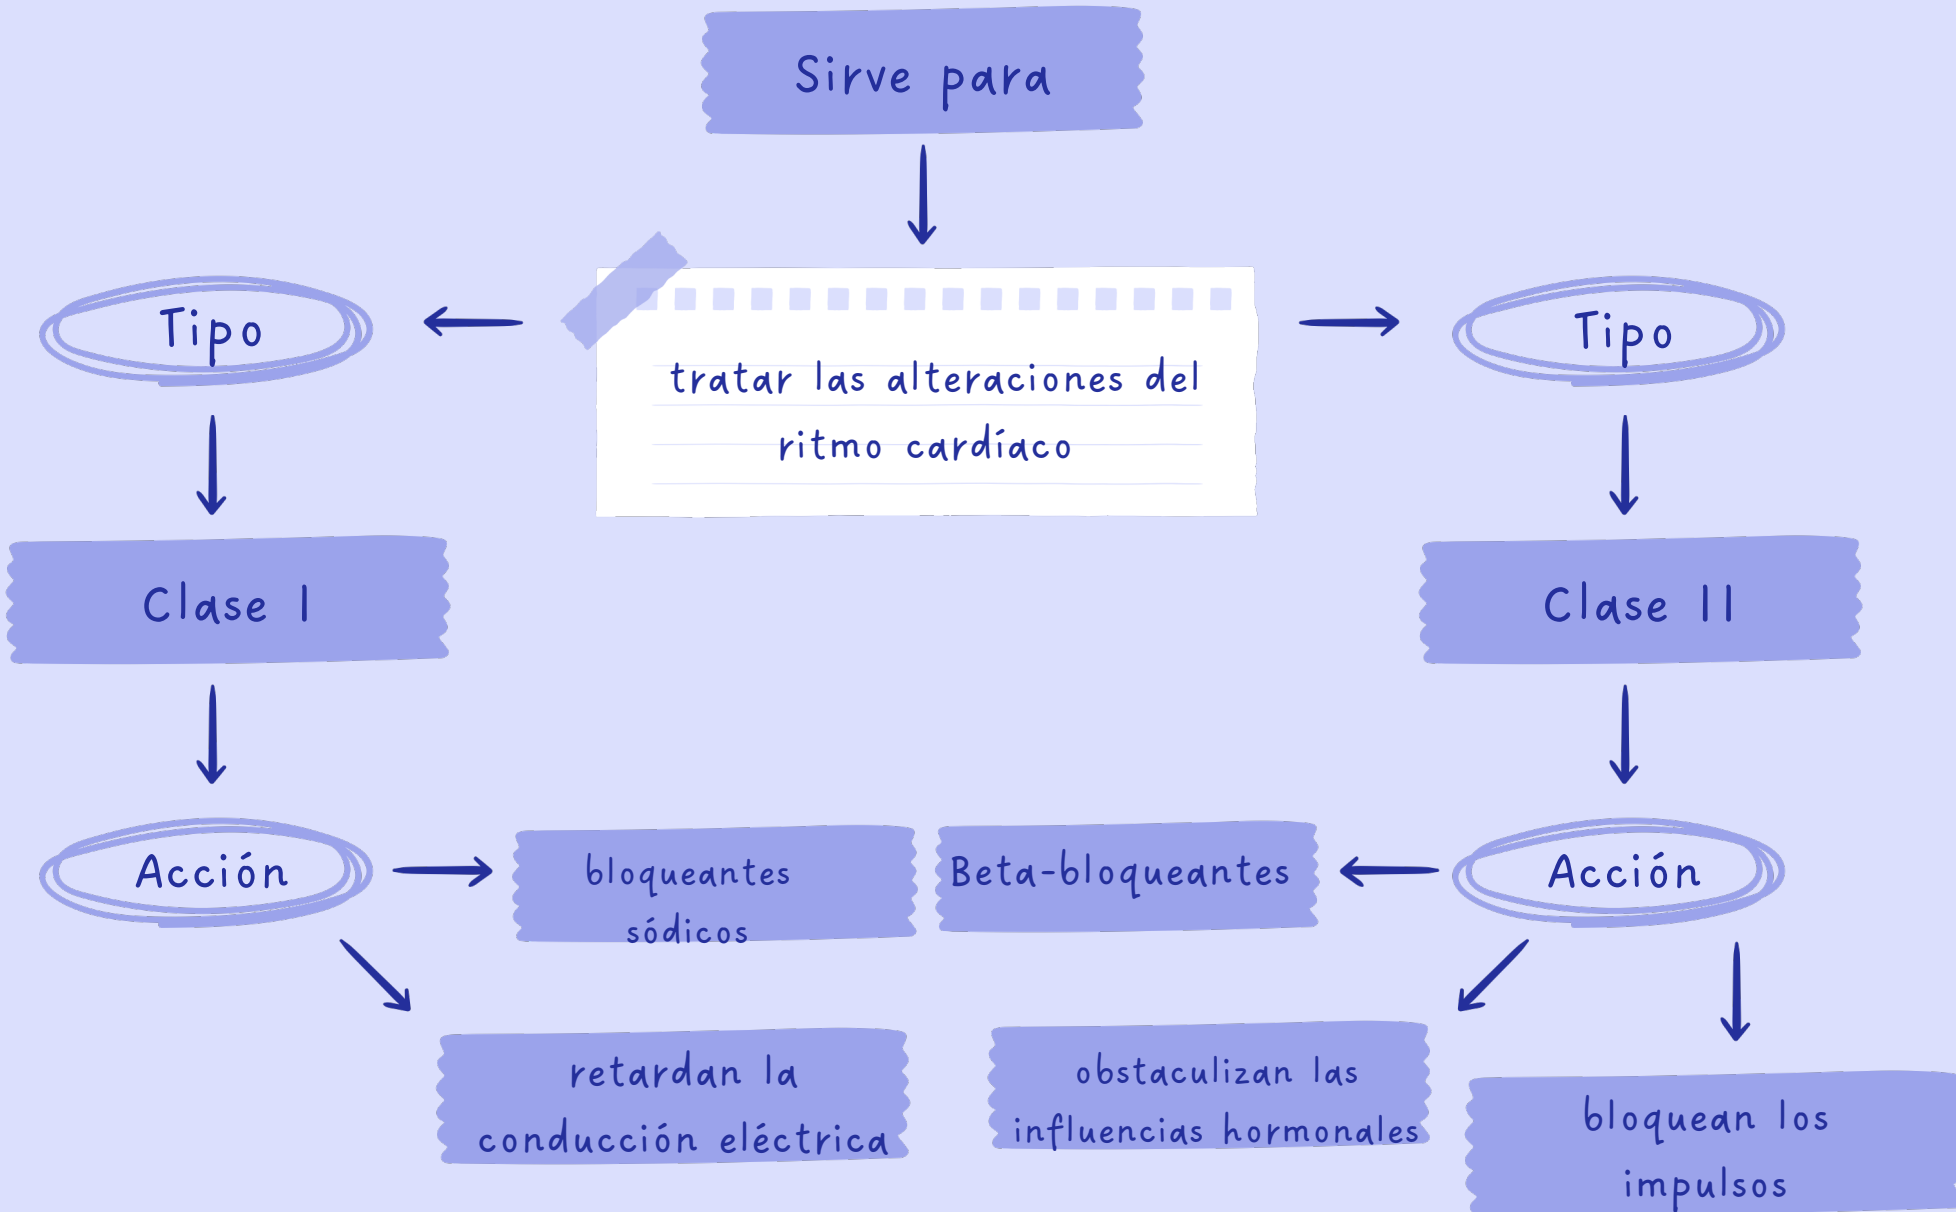 Sirve para
Tipo
tratar las alteraciones del
ritmo cardíaco
Tipo
Clase I
Clase II
Acción
bloqueantes
sódicos
Beta-bloqueantes
Acción
retardan la
conducción eléctrica
obstaculizan las
influencias hormonales
bloquean los
impulsos